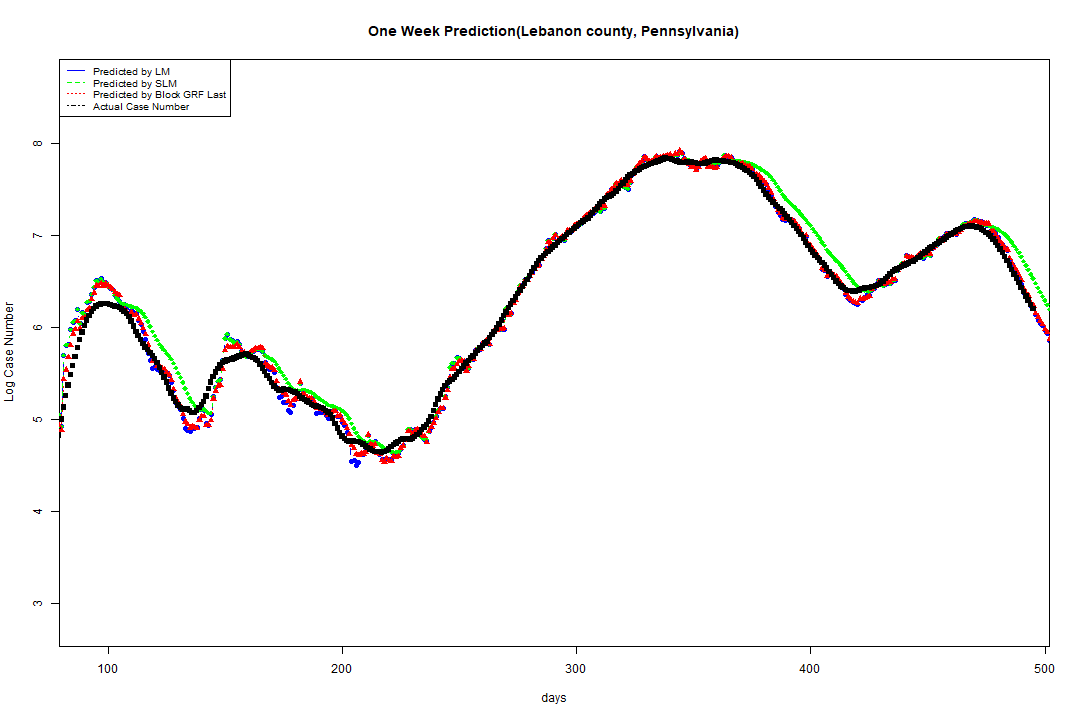 One Week Prediction(Lebanon county, Pennsylvania)
Predicted by LM
Predicted by SLM
Predicted by Block GRF Last
Actual Case Number
8
7
6
5
4
3
Log Case Number
100 200 300 400 500
days